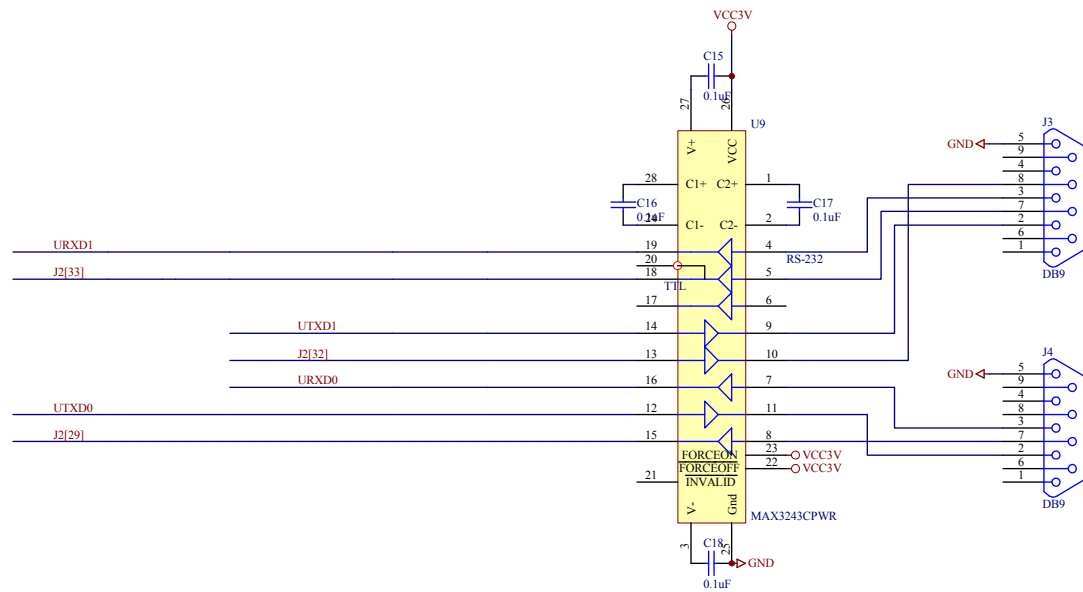 VCC3V
C15
0.1uF
27
26
U9
V+
VCC
J3
GND
5
9
4
8
3
7
2
6
1
DB9
28
C1+
C2+
1
C16
0.1uF
C17
0.1uF
24
C1-
C2-
2
URXD1
19
4
RS-232
20
J2[33]
18
5
TTL
17
6
UTXD1
14
9
J2[32]
13
10
URXD0
16
7
UTXD0
12
11
J2[29]
15
8
FORCEON
23
VCC3V
FORCEOFF
22
VCC3V
INVALID
21
J4
GND
5
9
4
8
3
7
2
6
1
DB9
V-
Gnd
MAX3243CPWR
3
25
C18
0.1uF
GND